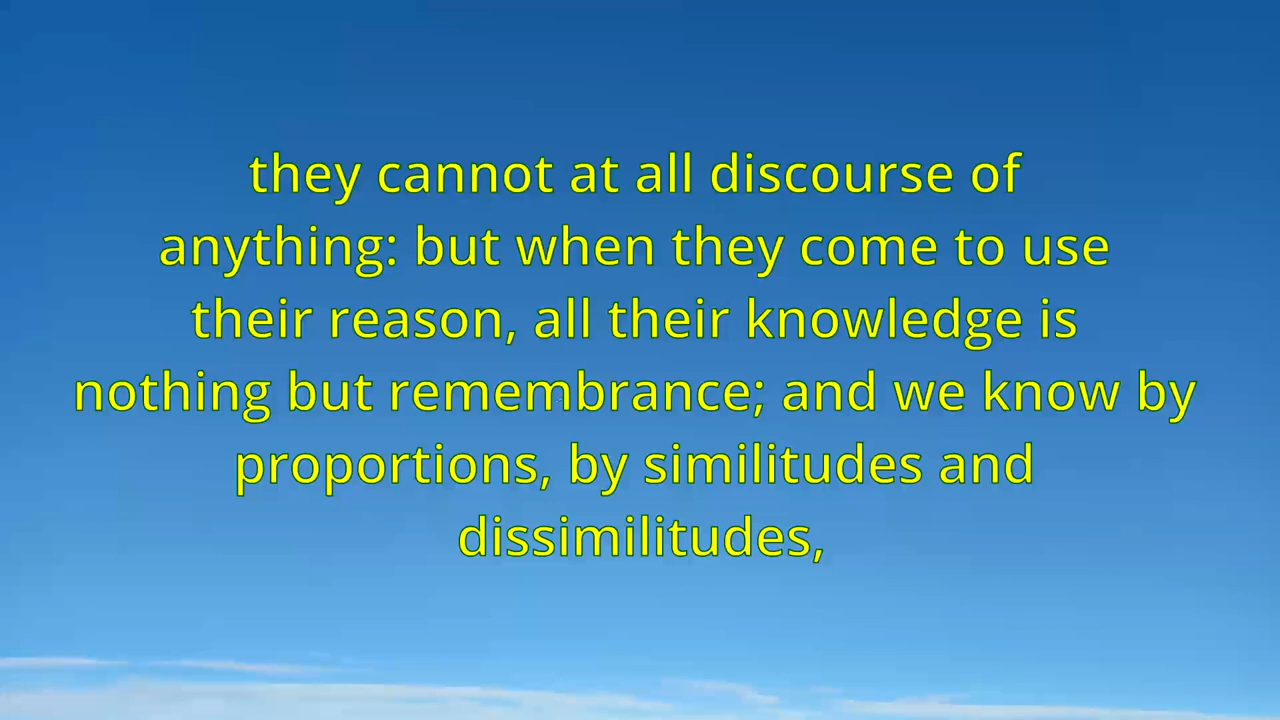 they cannot at all discourse of
anything: but when they come to use
their reason, all their knowledge is
nothing but remembrance; and we know by
proportions, by similitudes and
dissimilitudes,